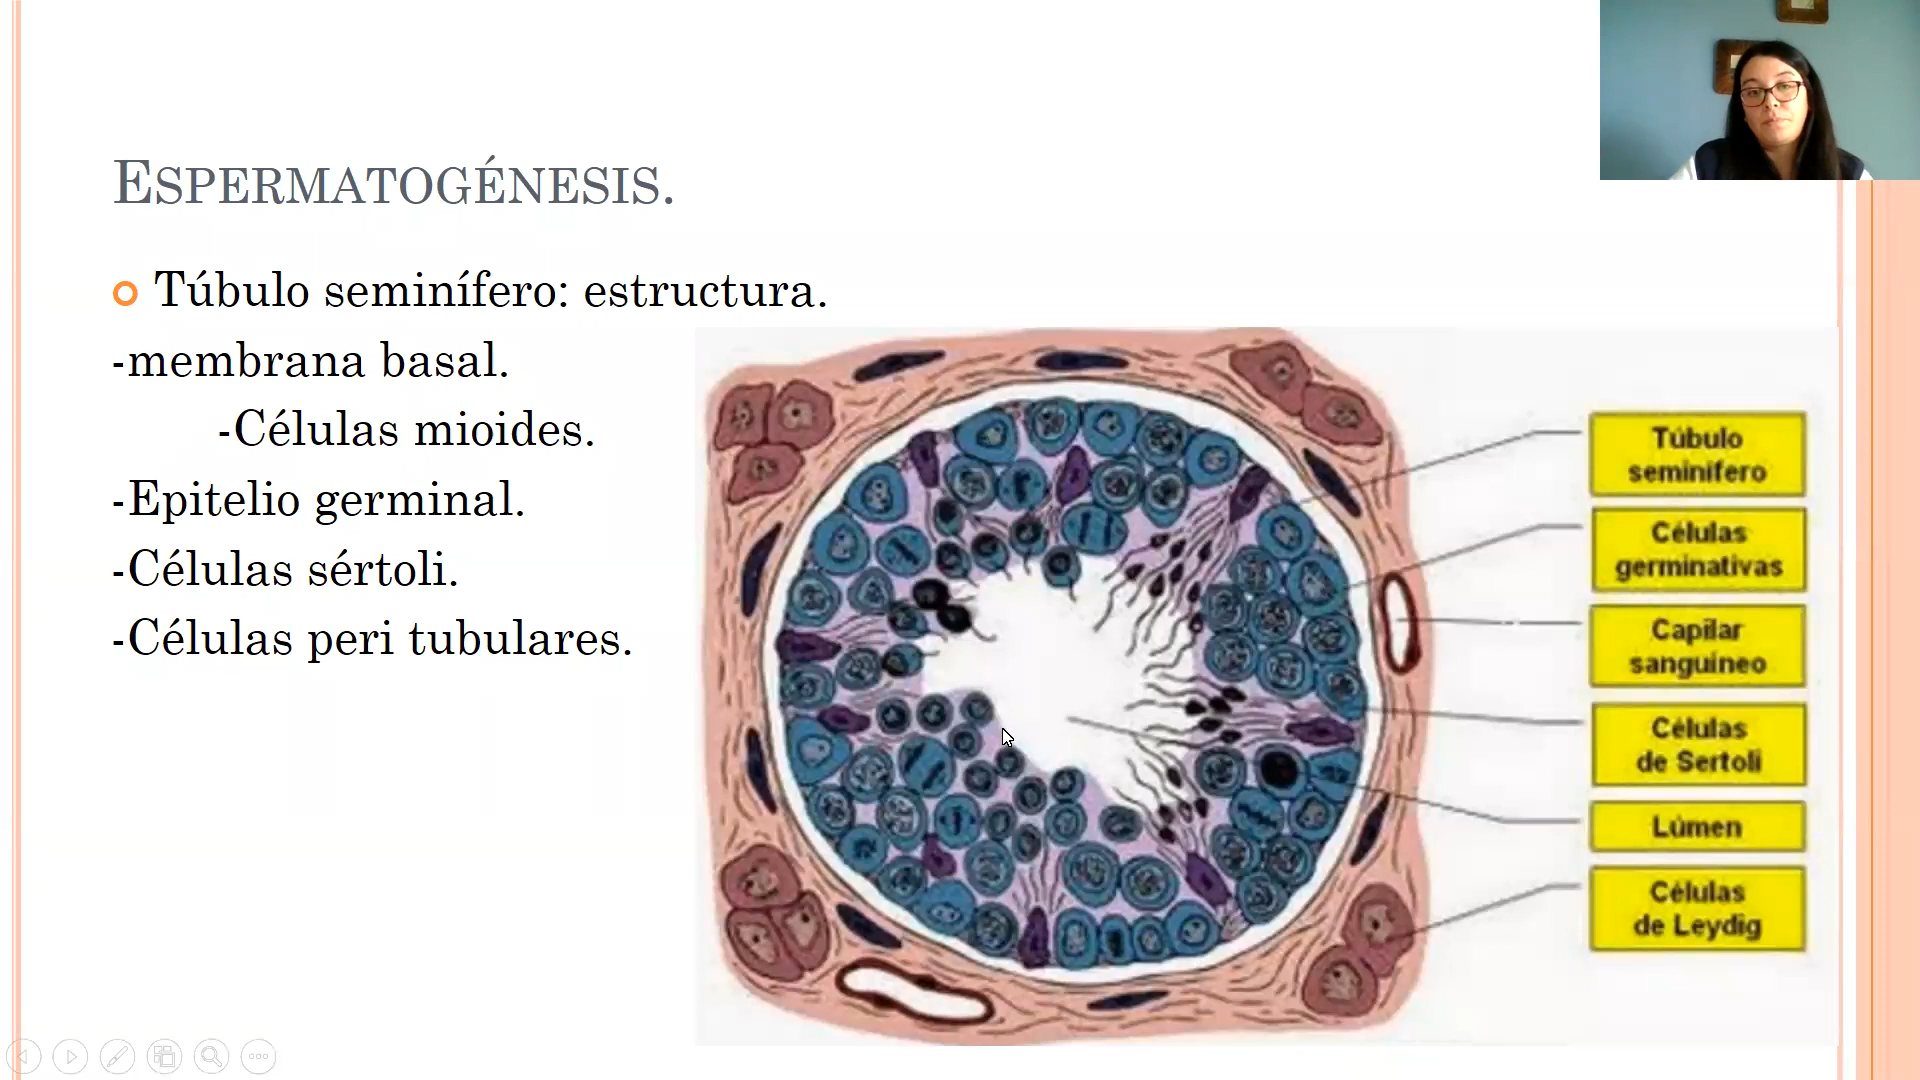 ESPERMATOGÉNESIS.
Túbulo seminífero: estructura.
-membrana basal.
-Células mioides.
-Epitelio germinal.
-Células sértoli.
-Células peri tubulares.
Túbulo
seminífero
Células
germinativas
Capilar
sanguíneo
Células
de Sertoli
Lúmen
Células
de Leydig